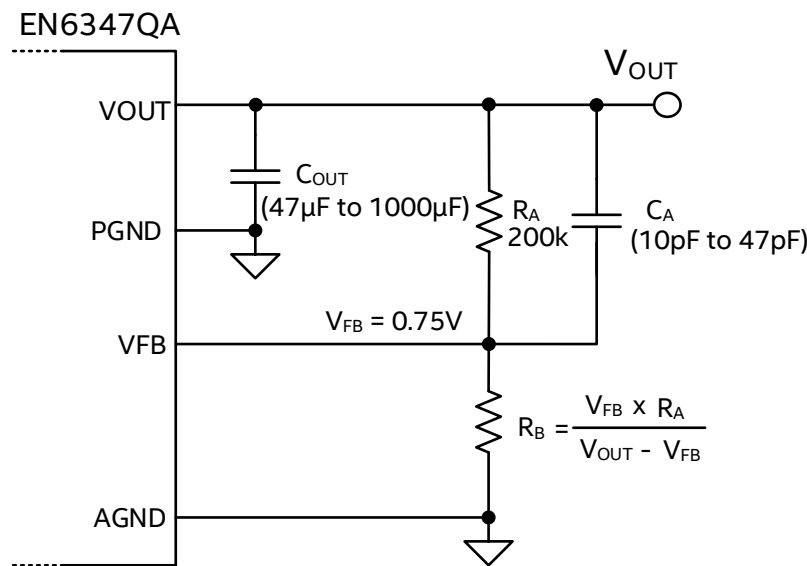 EN6347QA
VOUT
VOUT
COUT
(47µF to 1000µF)
RA
200k
CA
(10pF to 47pF)
PGND
VFB = 0.75V
VFB
RB = VFB x RA
VOUT - VFB
AGND